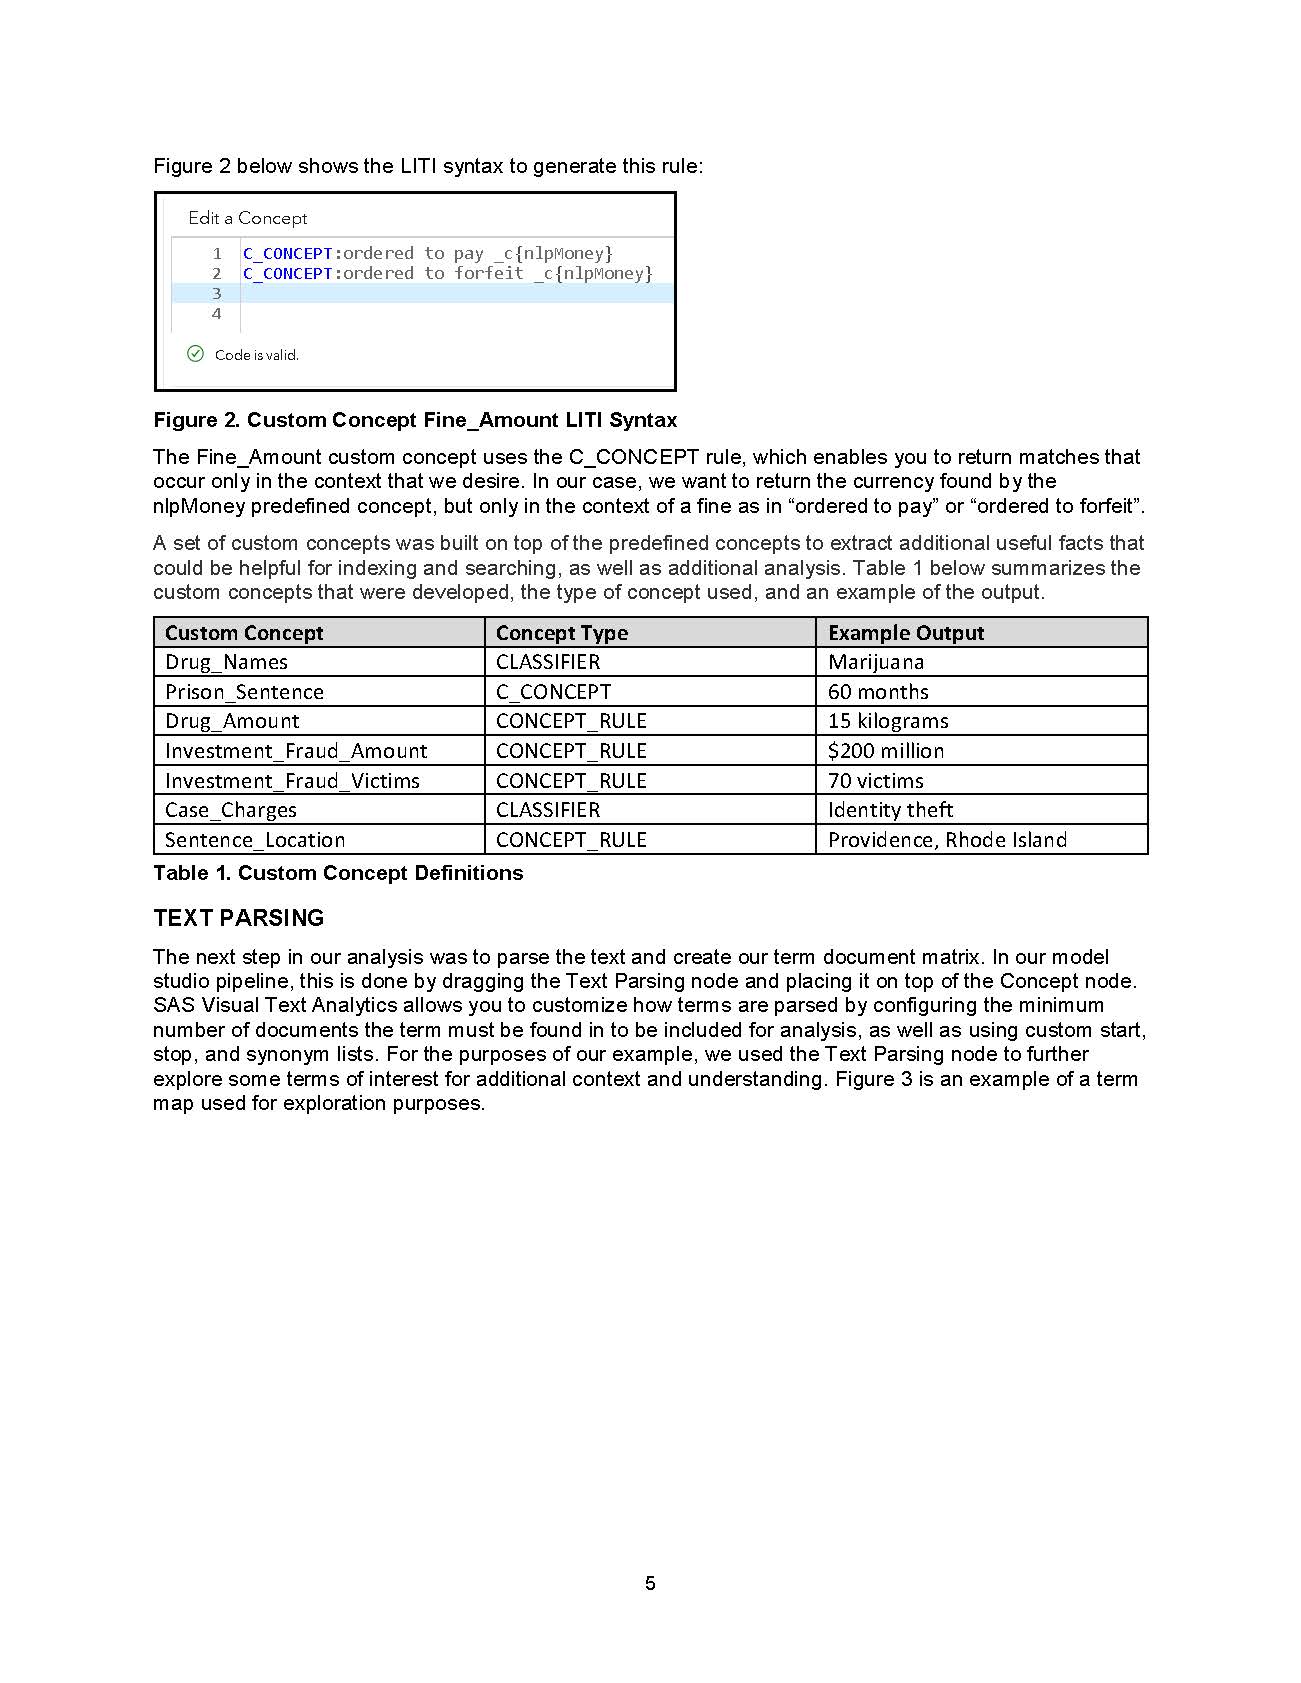 Figure 2 below shows the LITI syntax to generate this rule:
Edit a Concept
1 C_CONCEPT:ordered to pay _c{nlpMoney}
2 C_CONCEPT:ordered to forfeit _c{nlpMoney}
3
4
Code is valid.
Figure 2. Custom Concept Fine_Amount LITI Syntax
The Fine_Amount custom concept uses the C_CONCEPT rule, which enables you to return matches that
occur only in the context that we desire. In our case, we want to return the currency found by the
nlpMoney predefined concept, but only in the context of a fine as in “ordered to pay” or “ordered to forfeit”.
A set of custom concepts was built on top of the predefined concepts to extract additional useful facts that
could be helpful for indexing and searching, as well as additional analysis. Table 1 below summarizes the
custom concepts that were developed, the type of concept used, and an example of the output.
Custom Concept Concept Type Example Output
Drug_Names CLASSIFIER Marijuana
Prison_Sentence C_CONCEPT 60 months
Drug_Amount CONCEPT_RULE 15 kilograms
Investment_Fraud_Amount CONCEPT_RULE $200 million
Investment_Fraud_Victims CONCEPT_RULE 70 victims
Case_Charges CLASSIFIER Identity theft
Sentence_Location CONCEPT_RULE Providence, Rhode Island
Table 1. Custom Concept Definitions
TEXT PARSING
The next step in our analysis was to parse the text and create our term document matrix. In our model
studio pipeline, this is done by dragging the Text Parsing node and placing it on top of the Concept node.
SAS Visual Text Analytics allows you to customize how terms are parsed by configuring the minimum
number of documents the term must be found in to be included for analysis, as well as using custom start,
stop, and synonym lists. For the purposes of our example, we used the Text Parsing node to further
explore some terms of interest for additional context and understanding. Figure 3 is an example of a term
map used for exploration purposes.
5